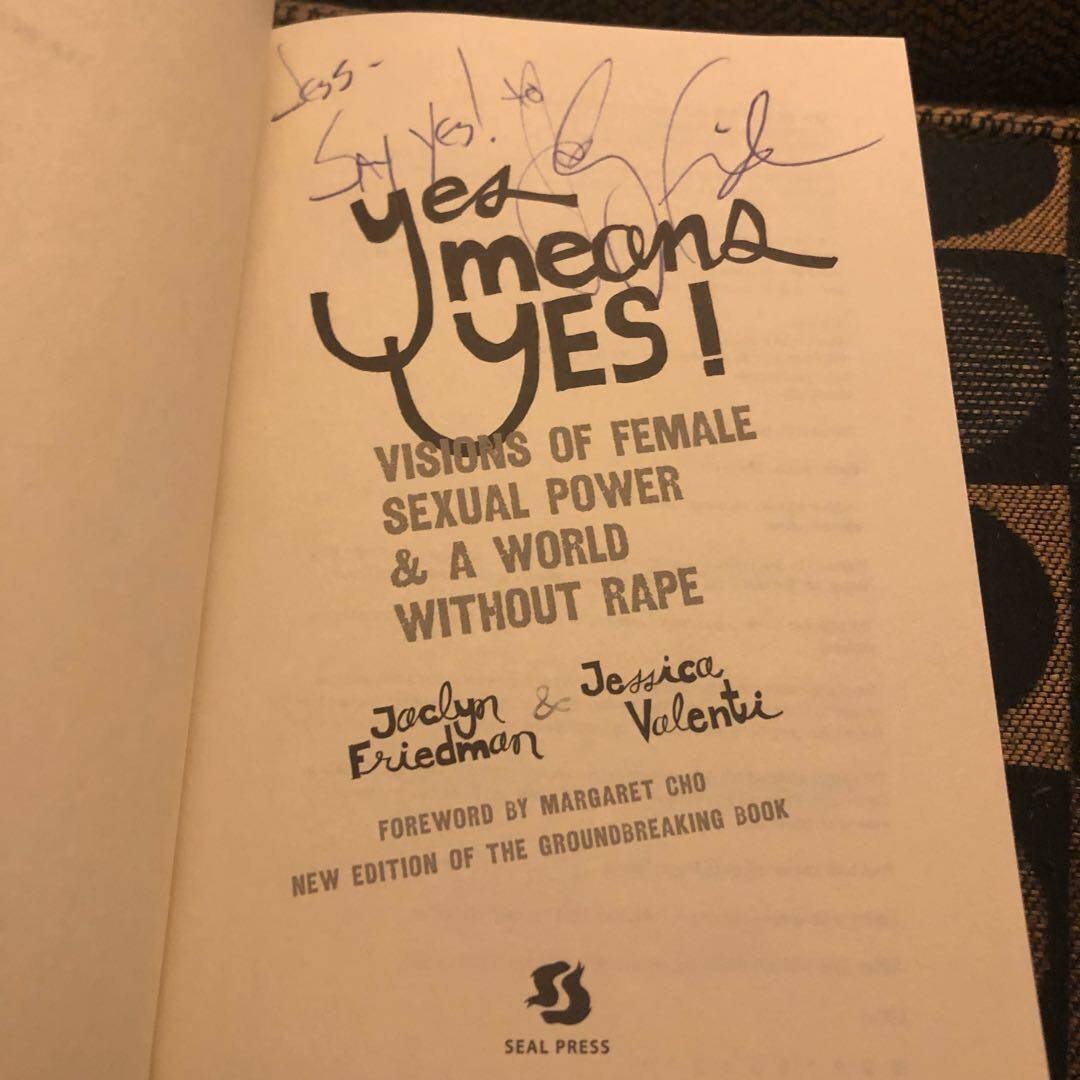 Jess-
Say Yes! to
yes
means
YES!
VISIONS OF FEMALE
SEXUAL POWER
& A WORLD
WITHOUT RAPE
Jaclyn & Jessica
Friedman Valenti
FOREWORD BY MARGARET CHO
NEW EDITION OF THE GROUNDBREAKING BOOK
SEAL PRESS